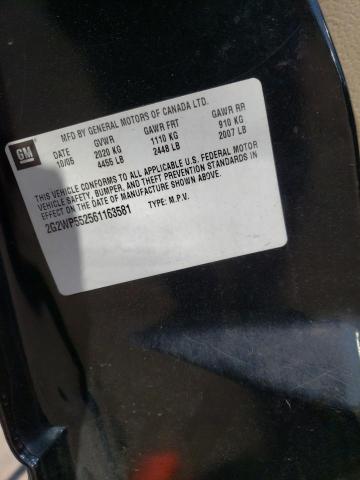 GM
MFD BY GENERAL MOTORS OF CANADA LTD.
DATE GVWR GAWR FRT GAWR RR
10/05 2020 KG 1110 KG 910 KG
4455 LB 2448 LB 2007 LB
THIS VEHICLE CONFORMS TO ALL APPLICABLE U.S. FEDERAL MOTOR
VEHICLE SAFETY, BUMPER, AND THEFT PREVENTION STANDARDS IN
EFFECT ON THE DATE OF MANUFACTURE SHOWN ABOVE.
2G2WP552561163581 TYPE: M.P.V.